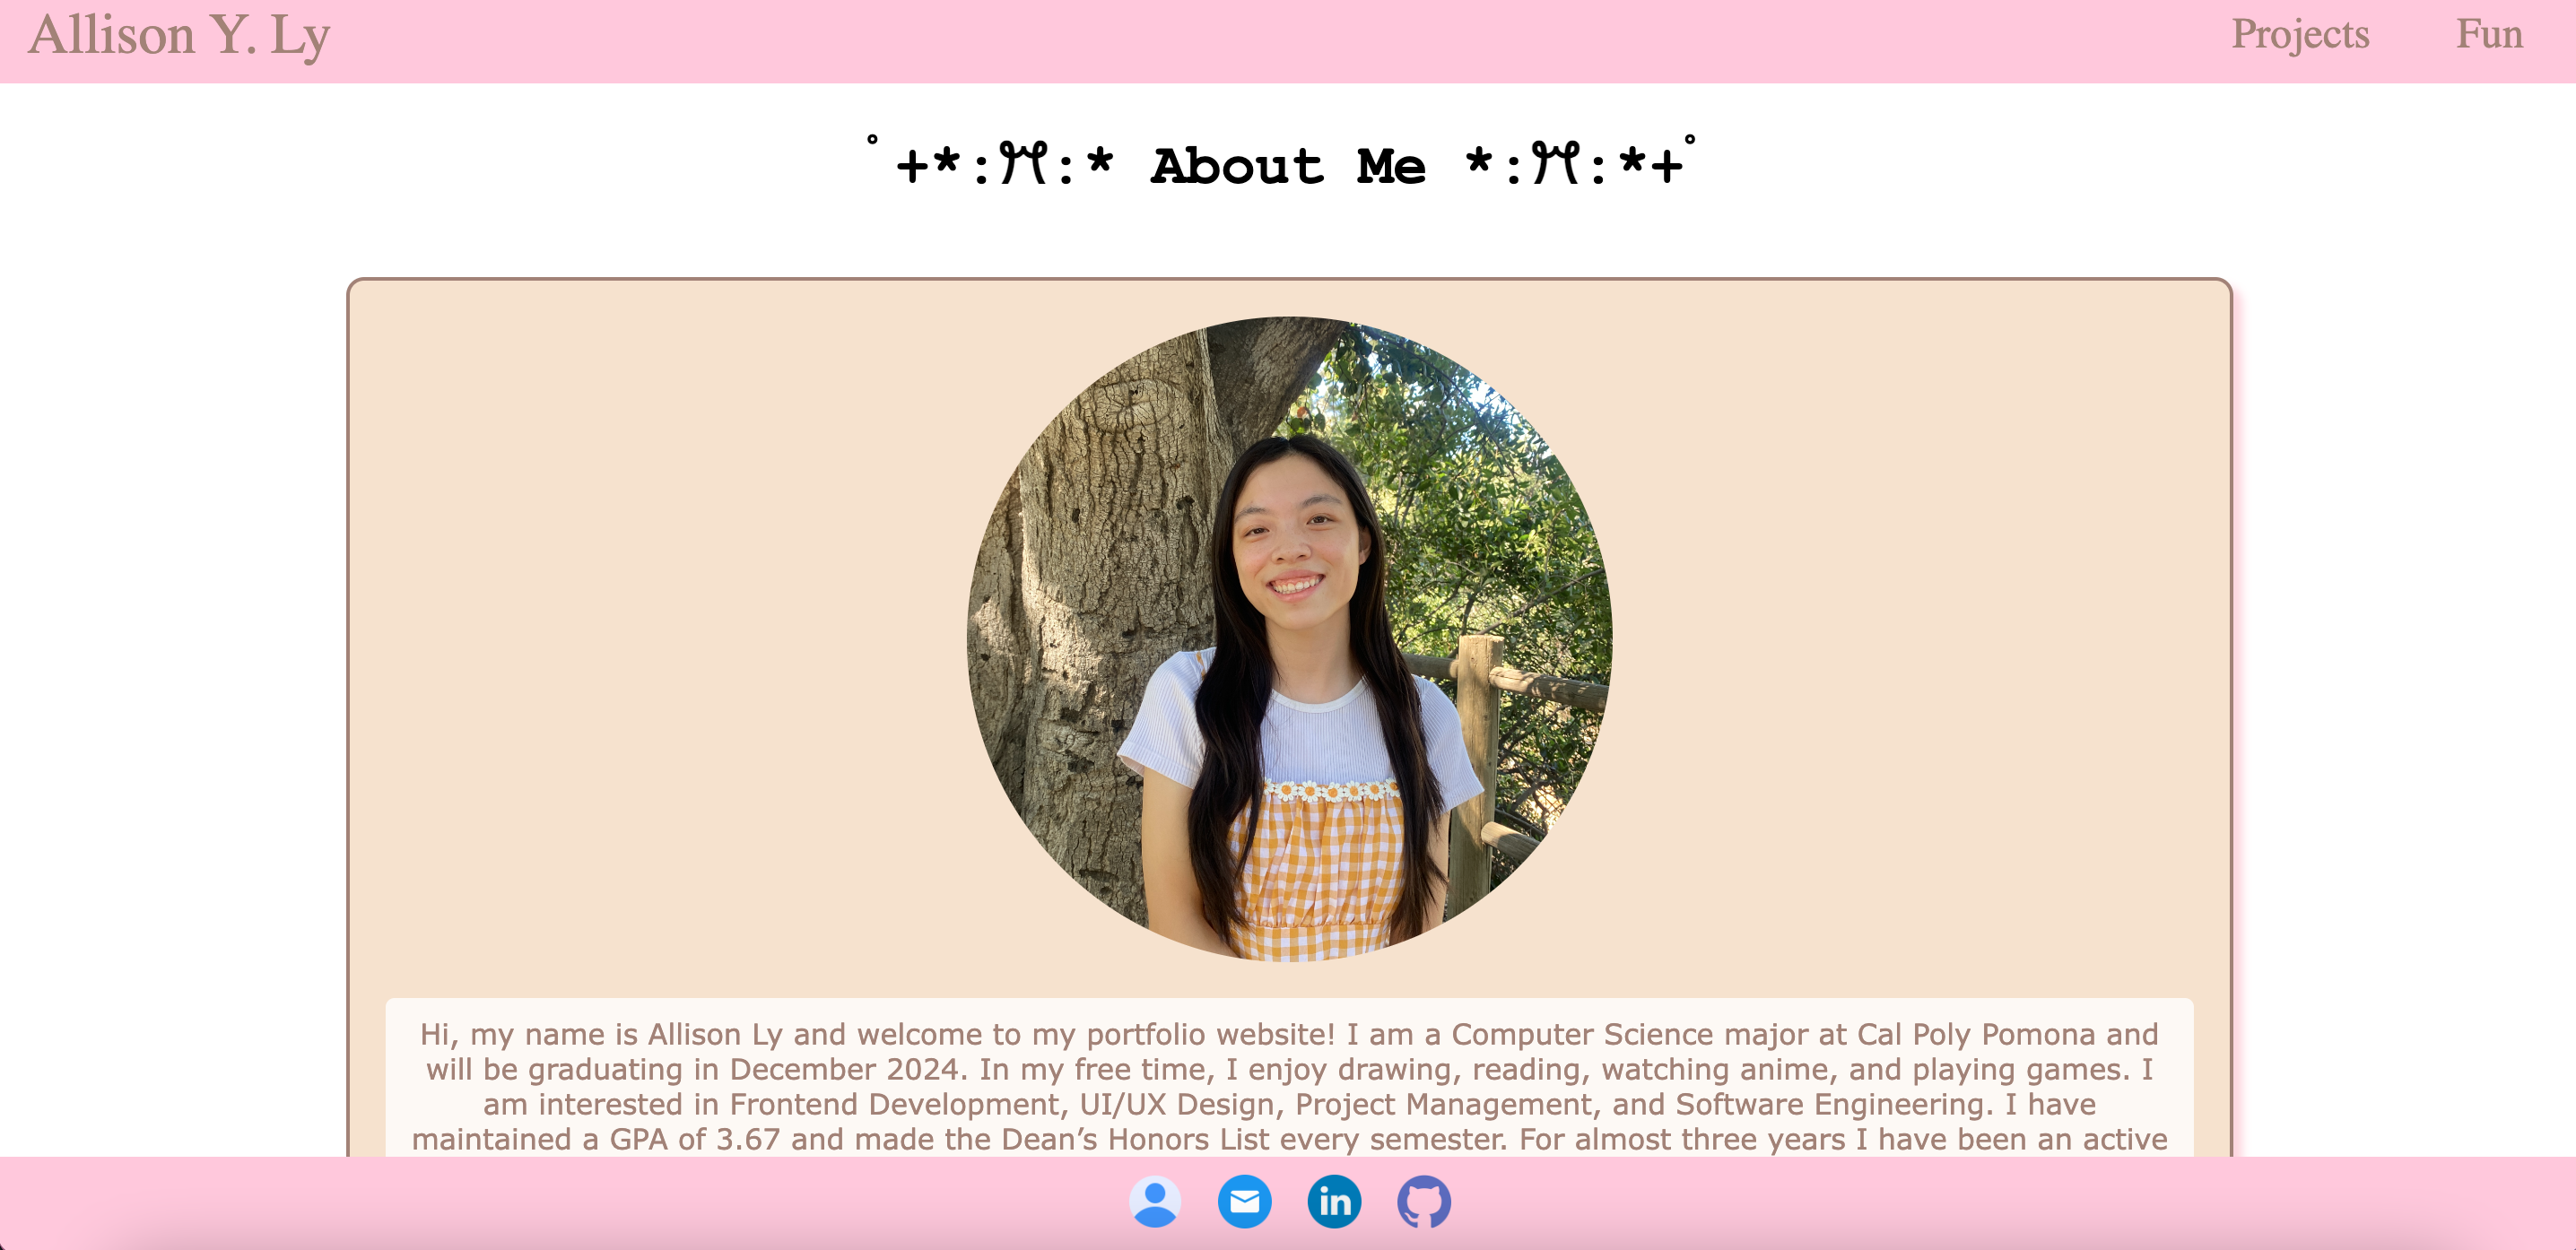 Allison Y. Ly
Projects
Fun
ﾟ+*:ꔫ:* About Me *:ꔫ:*+ﾟ
Hi, my name is Allison Ly and welcome to my portfolio website! I am a Computer Science major at Cal Poly Pomona and
will be graduating in December 2024. In my free time, I enjoy drawing, reading, watching anime, and playing games. I
am interested in Frontend Development, UI/UX Design, Project Management, and Software Engineering. I have
maintained a GPA of 3.67 and made the Dean’s Honors List every semester. For almost three years I have been an active
in